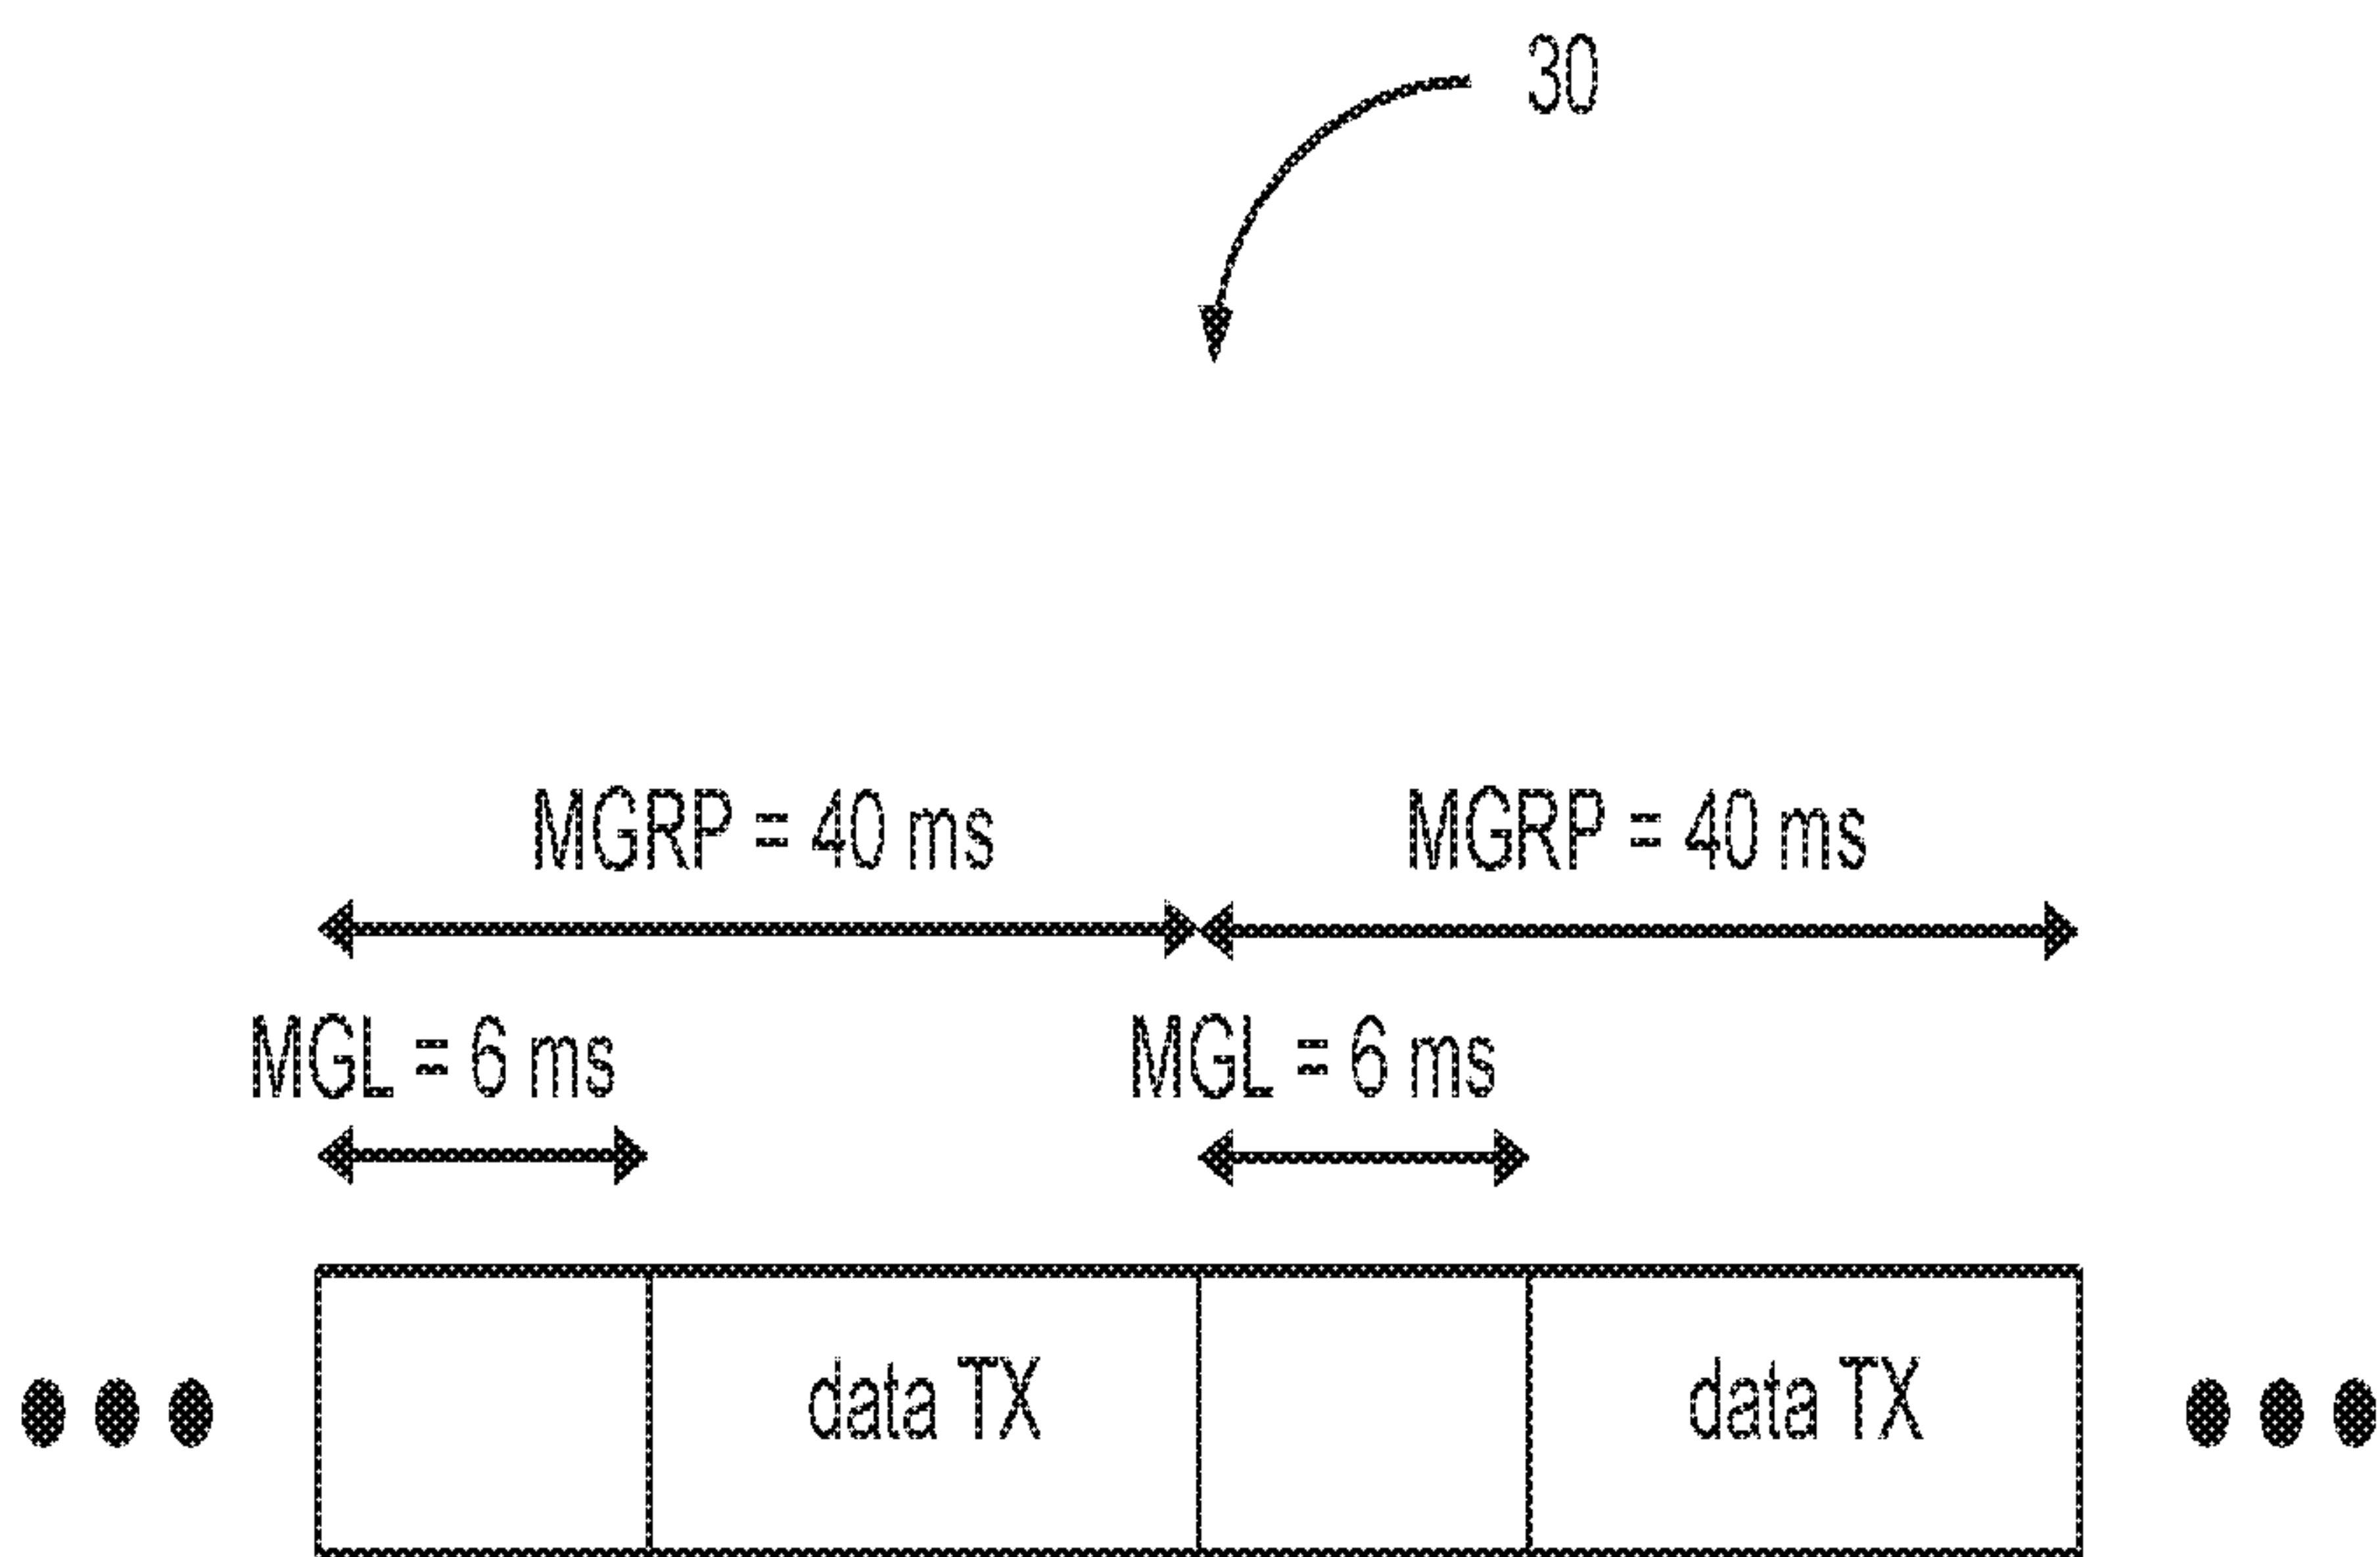 30
MGRP = 40 ms MGRP = 40 ms
MGL = 6 ms MGL = 6 ms
data TX data TX